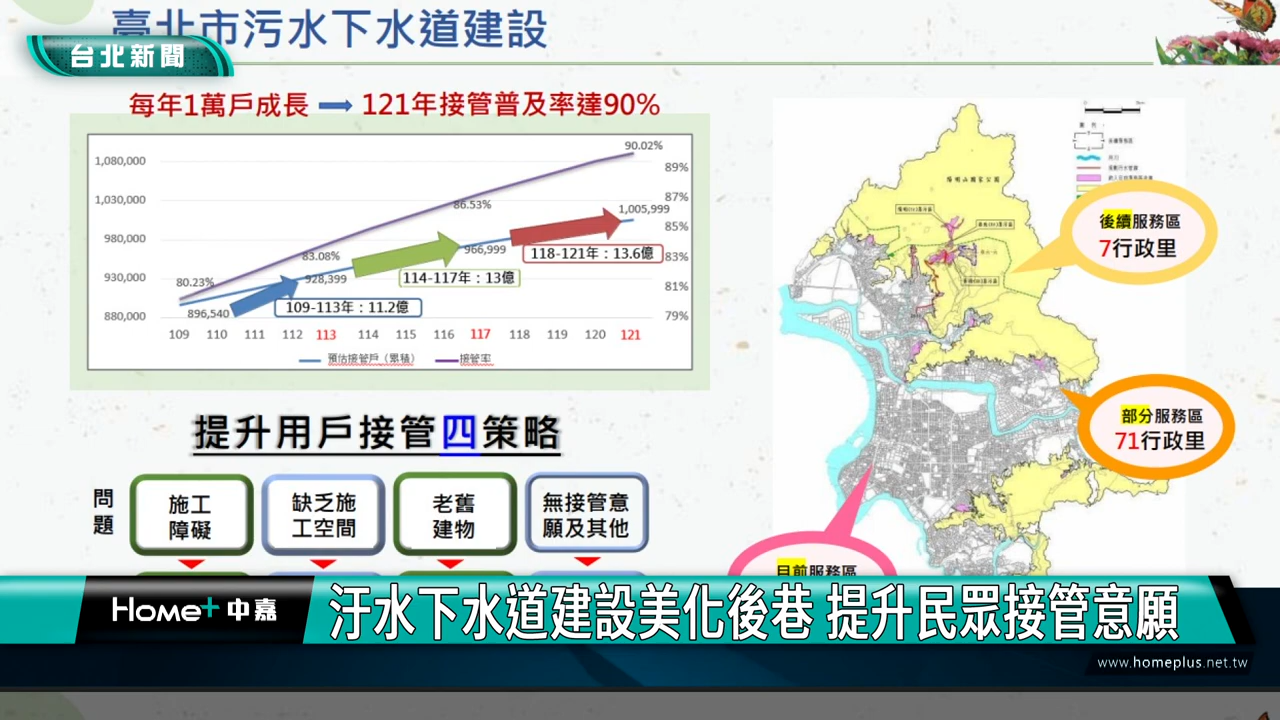 臺北市污水下水道建設
台北新聞
每年1萬戶成長 121年接管普及率達90%
1,080,000
1,030,000
980,000
930,000
880,000
89%
87%
85%
83%
81%
79%
80.23%
83.08%
86.53%
90.02%
896,540
928,399
966,999
1,005,999
109-113年：11.2億
114-117年：13億
118-121年：13.6億
109 110 111 112 113 114 115 116 117 118 119 120 121
預估接管戶（累積） 接管率
提升用戶接管四策略
問題
施工
障礙
缺乏施
工空間
老舊
建物
無接管意
願及其他
陽明山國家公園
後續服務區
7行政里
部分服務區
71行政里
目前服務區
Home+中嘉
汙水下水道建設美化後巷 提升民眾接管意願
www.homeplus.net.tw